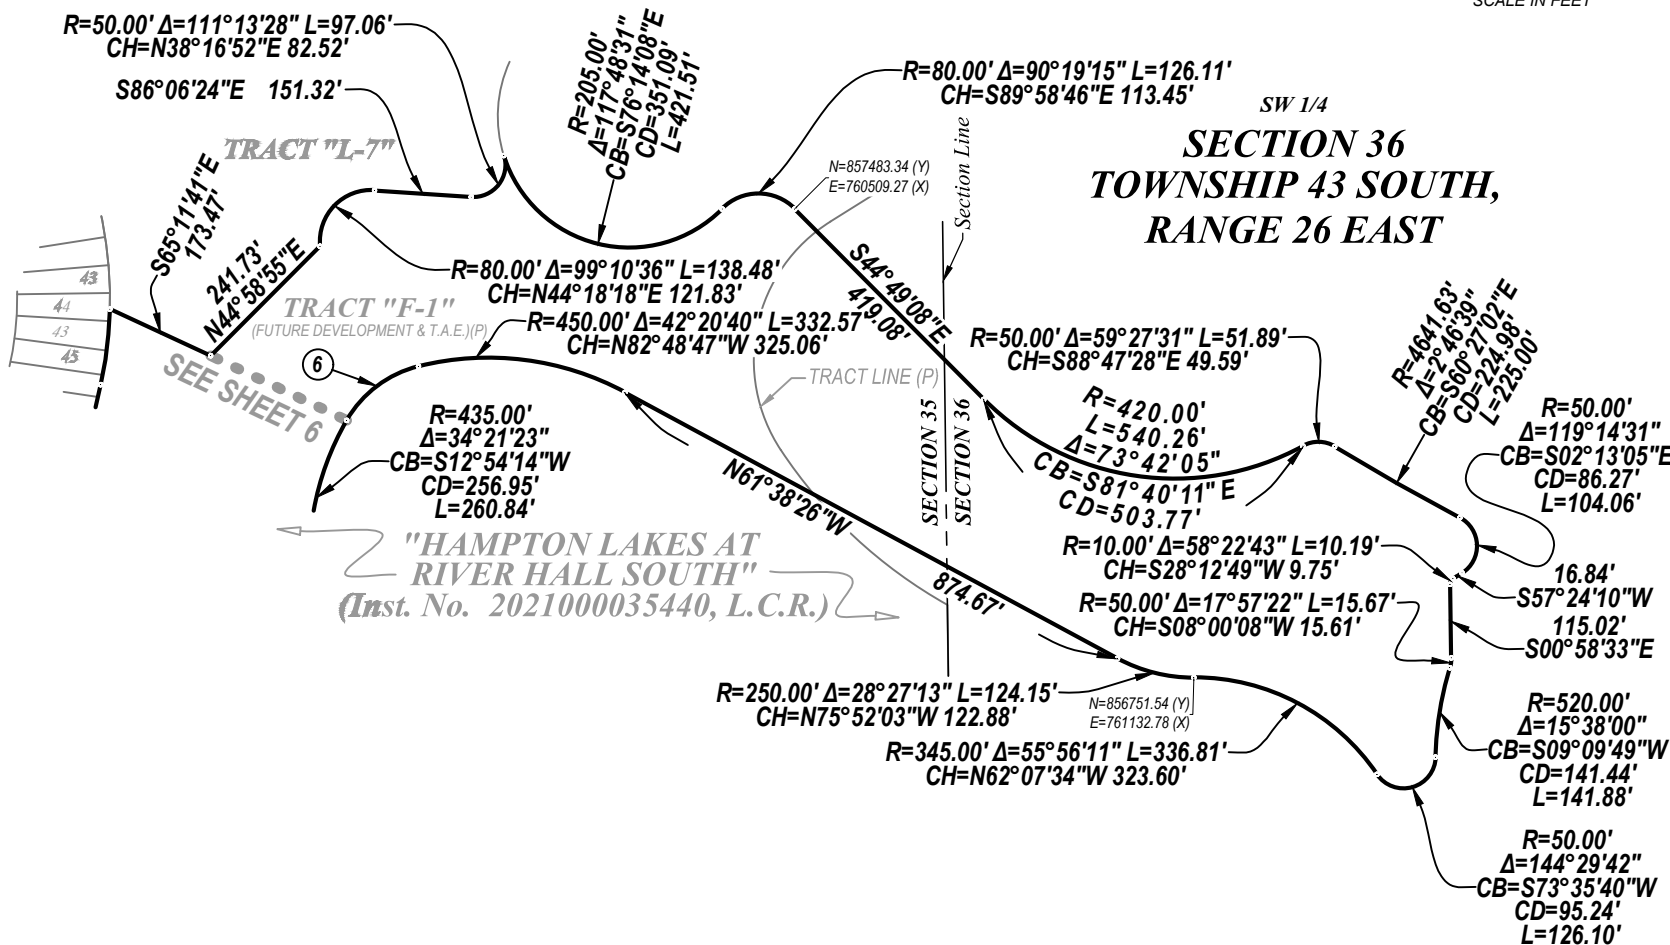 SCALE IN FEET
R=50.00' Δ=111°13'28" L=97.06'
CH=N38°16'52"E 82.52'
S86°06'24"E 151.32'
R=205.00'
Δ=117°48'31"
CB=S76°14'08"E
CD=351.09'
L=421.51'
R=80.00' Δ=90°19'15" L=126.11'
CH=S89°58'46"E 113.45'
SW 1/4
SECTION 36
TOWNSHIP 43 SOUTH,
RANGE 26 EAST
Section Line
N=857483.34 (Y)
E=760509.27 (X)
TRACT "L-7"
S65°11'41"E
173.47'
241.73'
N44°58'55"E
43
44
43
45
R=80.00' Δ=99°10'36" L=138.48'
CH=N44°18'18"E 121.83'
TRACT "F-1"
(FUTURE DEVELOPMENT & T.A.E.)(P)
R=450.00' Δ=42°20'40" L=332.57'
CH=N82°48'47"W 325.06'
S44°49'08"E
419.08'
R=50.00' Δ=59°27'31" L=51.89'
CH=S88°47'28"E 49.59'
R=4641.63'
Δ=2°46'39"
CB=S60°27'02"E
CD=224.98'
L=225.00'
6
SEE SHEET 6
TRACT LINE (P)
R=435.00'
Δ=34°21'23"
CB=S12°54'14"W
CD=256.95'
L=260.84'
SECTION 35
SECTION 36
R=420.00'
L=540.26'
Δ=73°42'05"
CB=S81°40'11"E
CD=503.77'
R=50.00'
Δ=119°14'31"
CB=S02°13'05"E
CD=86.27'
L=104.06'
N61°38'26"W
874.67'
"HAMPTON LAKES AT
RIVER HALL SOUTH"
(Inst. No. 2021000035440, L.C.R.)
R=10.00' Δ=58°22'43" L=10.19'
CH=S28°12'49"W 9.75'
16.84'
S57°24'10"W
R=50.00' Δ=17°57'22" L=15.67'
CH=S08°00'08"W 15.61'
115.02'
S00°58'33"E
R=250.00' Δ=28°27'13" L=124.15'
CH=N75°52'03"W 122.88'
N=856751.54 (Y)
E=761132.78 (X)
R=345.00' Δ=55°56'11" L=336.81'
CH=N62°07'34"W 323.60'
R=520.00'
Δ=15°38'00"
CB=S09°09'49"W
CD=141.44'
L=141.88'
R=50.00'
Δ=144°29'42"
CB=S73°35'40"W
CD=95.24'
L=126.10'